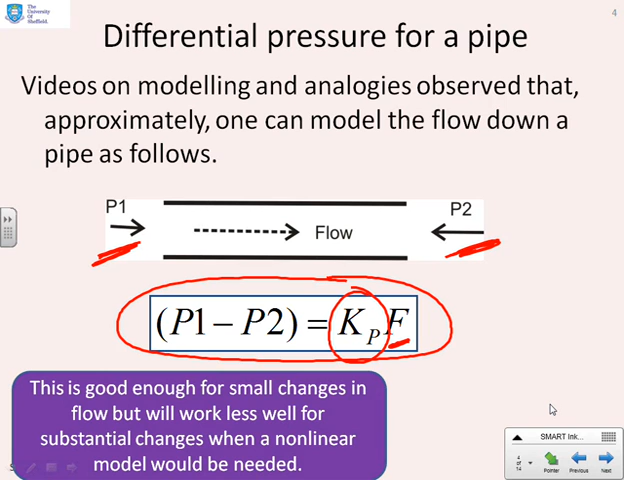 The
University
Of
Sheffield.
4
Differential pressure for a pipe
Videos on modelling and analogies observed that,
approximately, one can model the flow down a
pipe as follows.
P1
P2
Flow
(P1 − P2) = K_P F
This is good enough for small changes in
flow but will work less well for
substantial changes when a nonlinear
model would be needed.
SMART Ink...
4
of
14
Pointer
Previous
Next